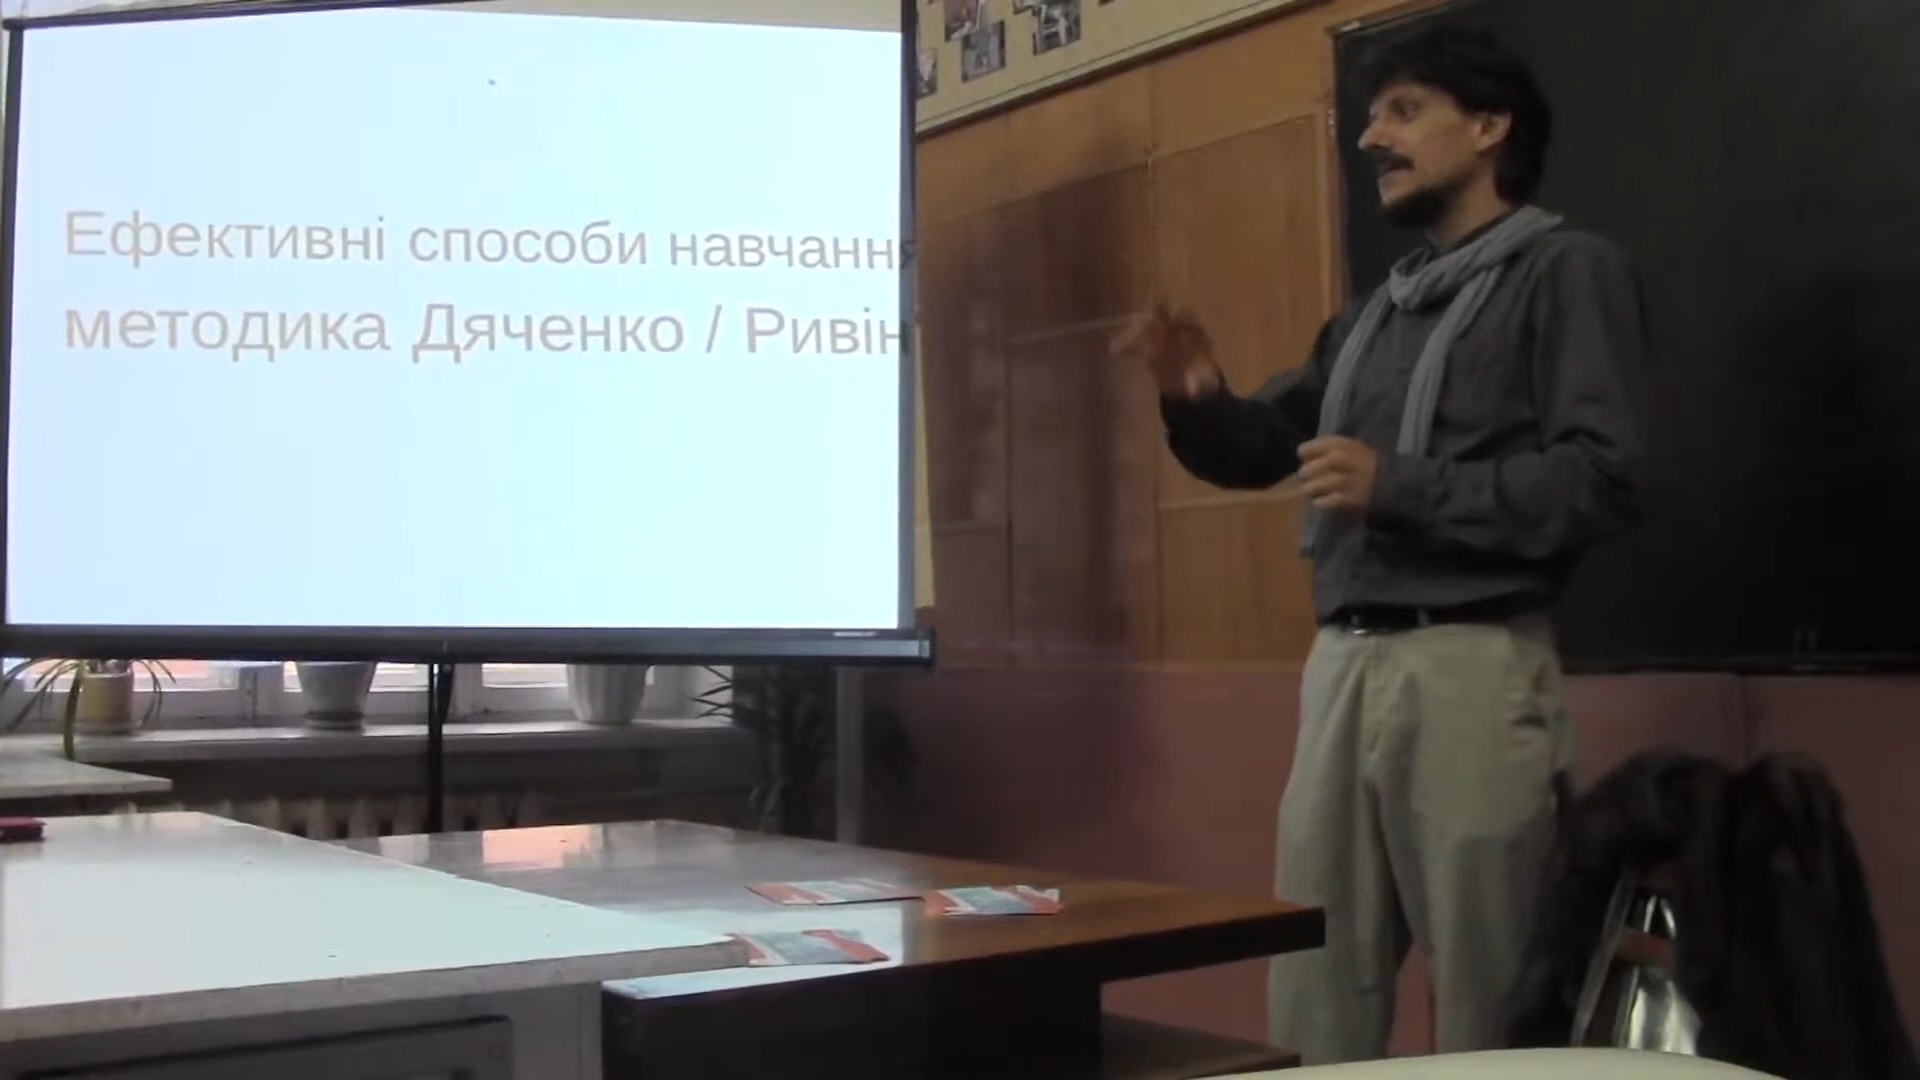 Ефективні способи навчання
методика Дяченко / Ривін